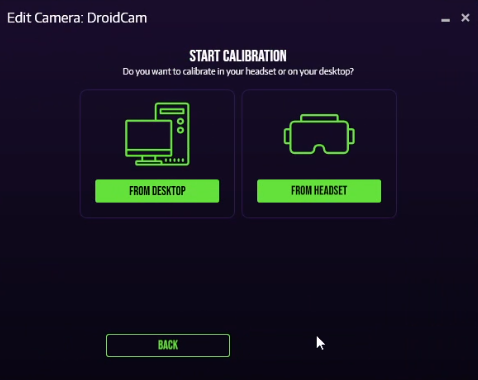 Edit Camera: DroidCam
START CALIBRATION
Do you want to calibrate in your headset or on your desktop?
FROM DESKTOP
FROM HEADSET
BACK